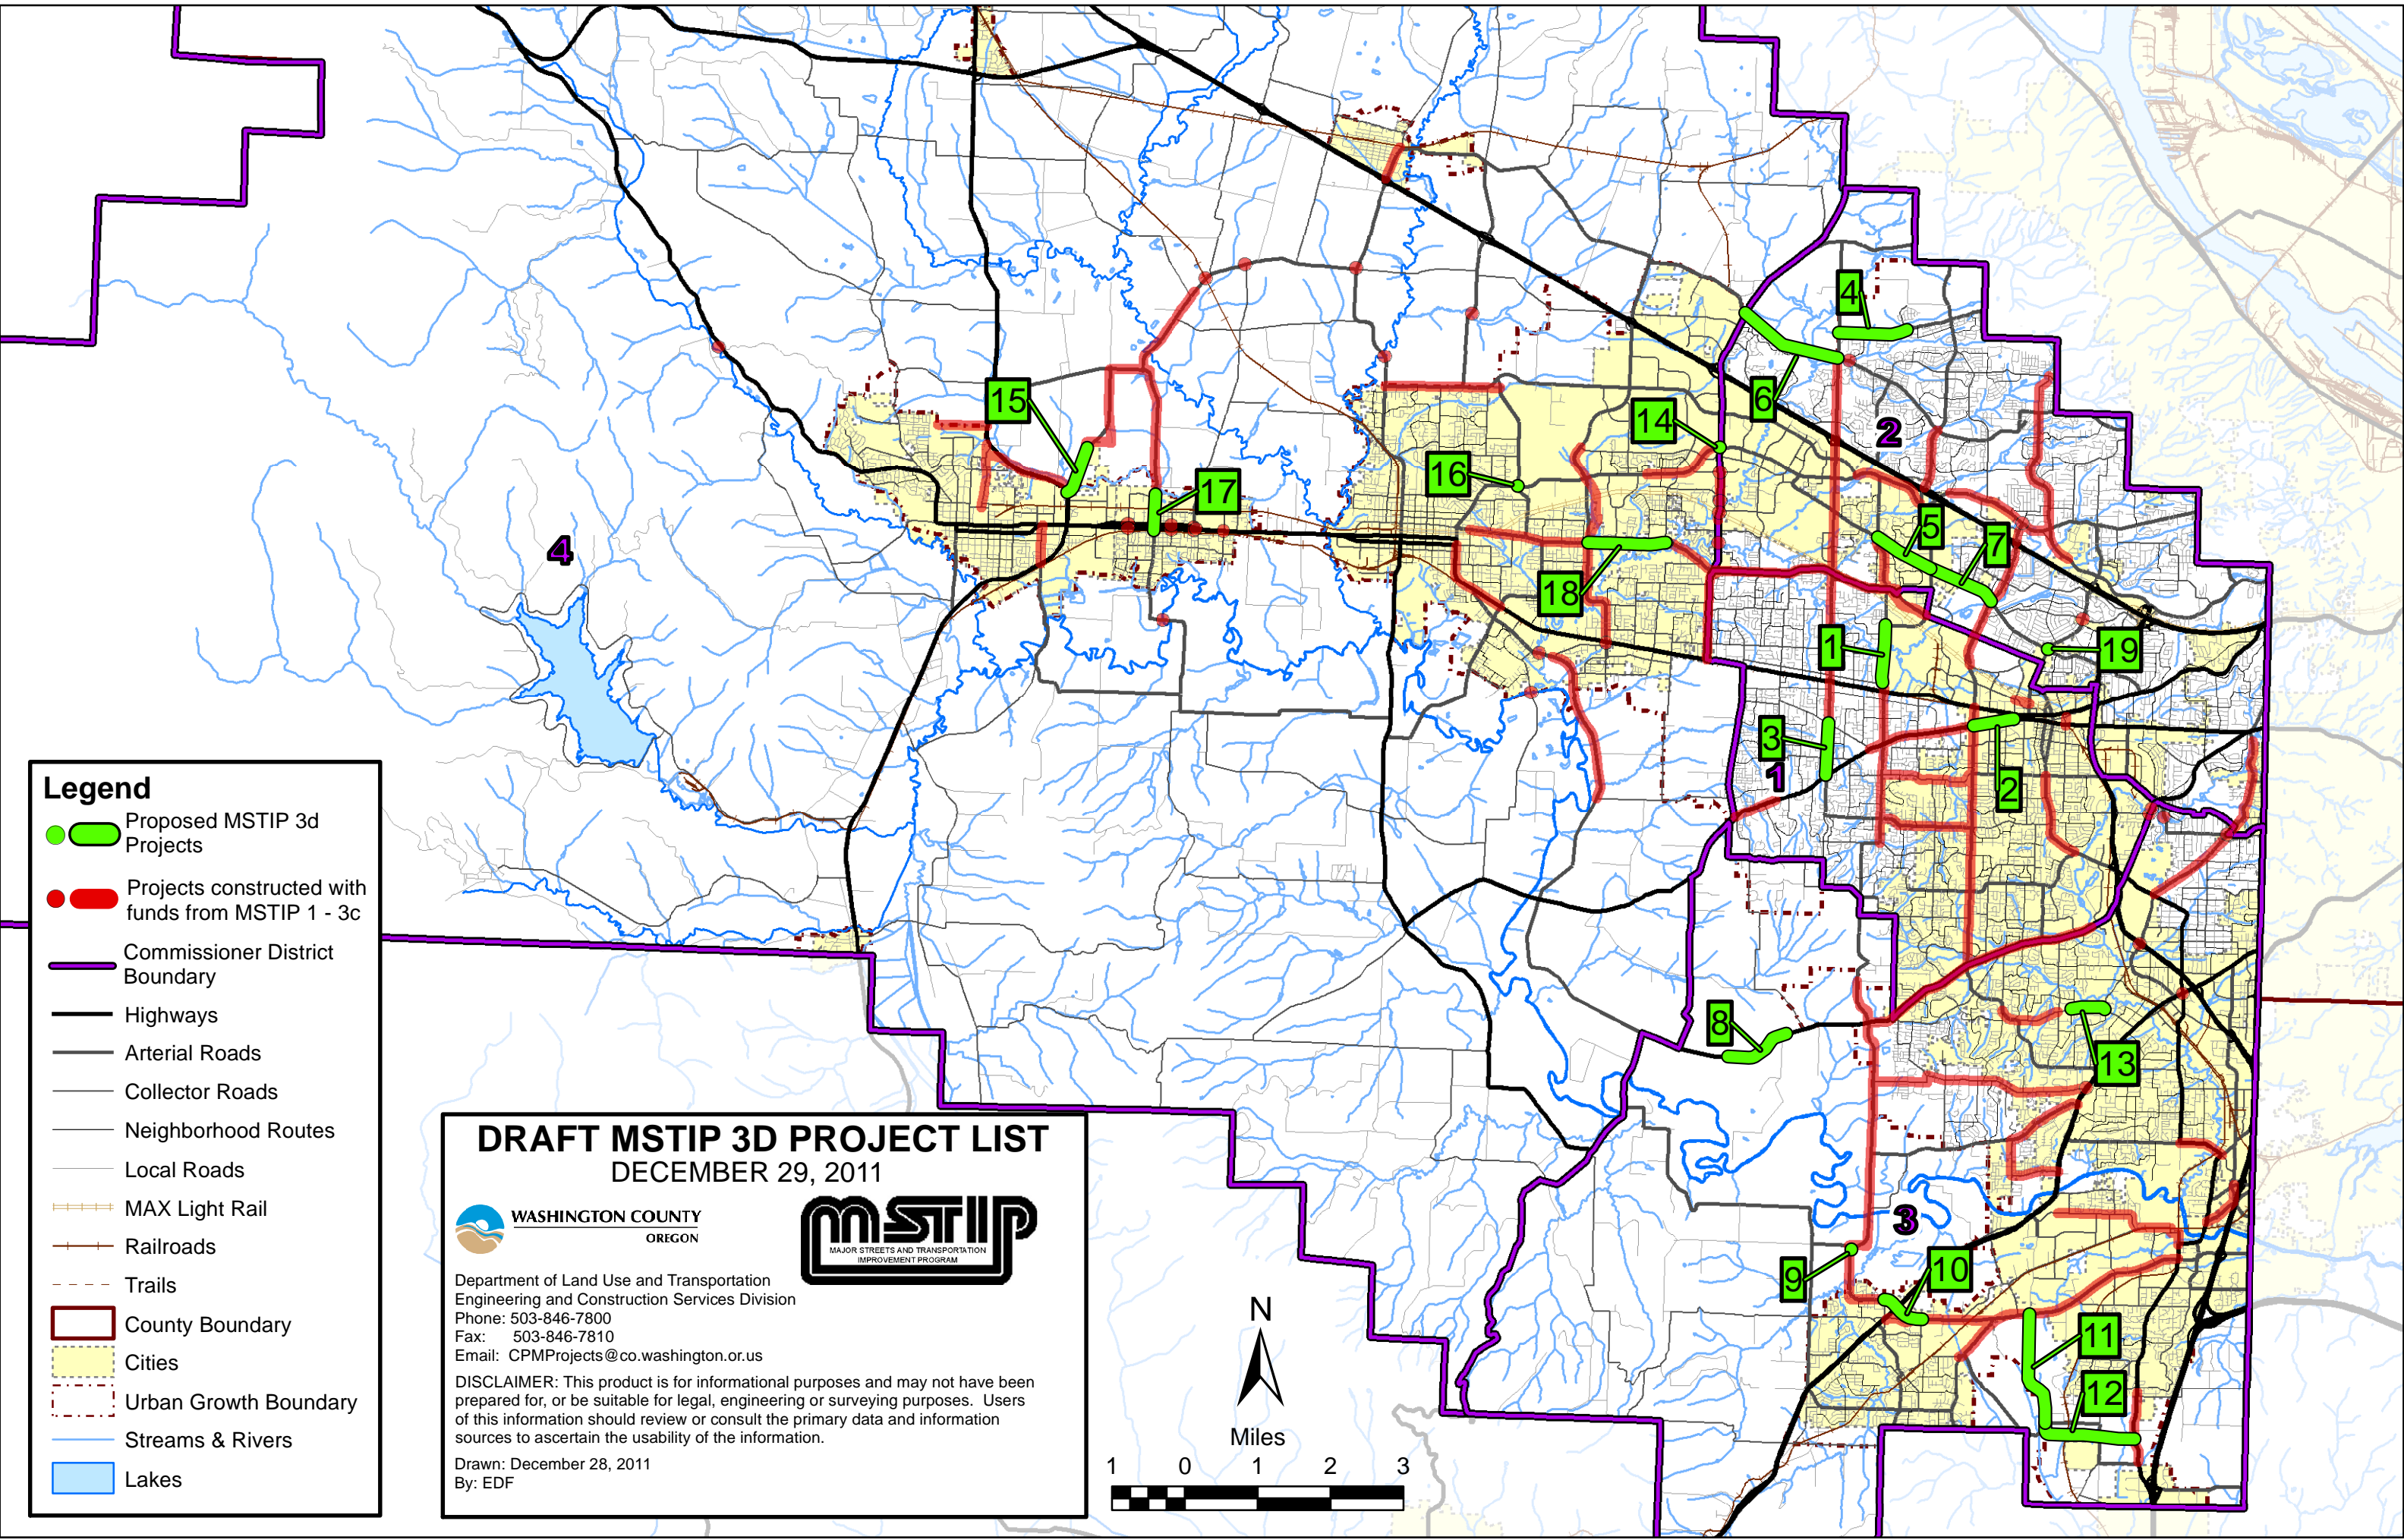 4
2
6
15
14
16
17
5
7
4
18
1
19
3
1
2
8
13
3
9
10
11
12
Legend
Proposed MSTIP 3d
Projects
Projects constructed with
funds from MSTIP 1 - 3c
Commissioner District
Boundary
Highways
Arterial Roads
Collector Roads
Neighborhood Routes
Local Roads
MAX Light Rail
Railroads
Trails
County Boundary
Cities
Urban Growth Boundary
Streams & Rivers
Lakes
DRAFT MSTIP 3D PROJECT LIST
DECEMBER 29, 2011
WASHINGTON COUNTY
OREGON
MSTIP
MAJOR STREETS AND TRANSPORTATION
IMPROVEMENT PROGRAM
Department of Land Use and Transportation
Engineering and Construction Services Division
Phone: 503-846-7800
Fax: 503-846-7810
Email: CPMProjects@co.washington.or.us
DISCLAIMER: This product is for informational purposes and may not have been
prepared for, or be suitable for legal, engineering or surveying purposes. Users
of this information should review or consult the primary data and information
sources to ascertain the usability of the information.
Drawn: December 28, 2011
By: EDF
N
Miles
1 0 1 2 3